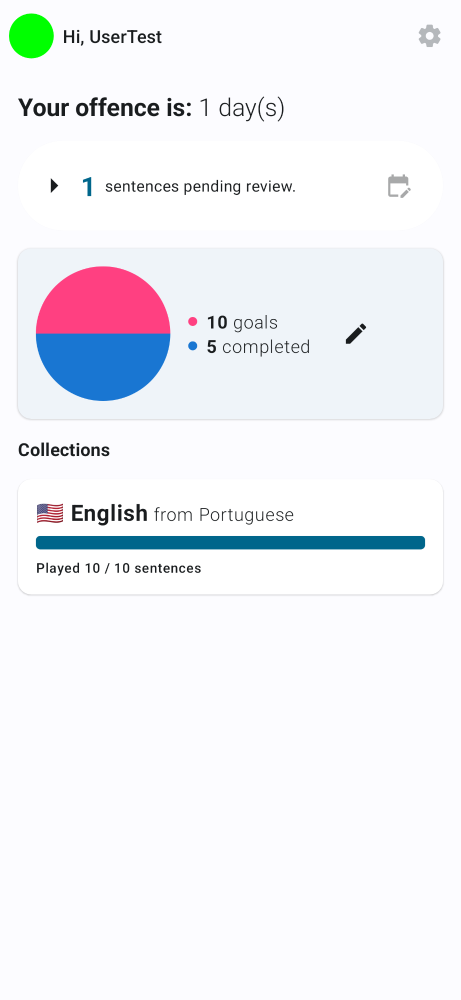 Hi, UserTest
Your offence is: 1 day(s)
1 sentences pending review.
10 goals
5 completed
Collections
English from Portuguese
Played 10 / 10 sentences